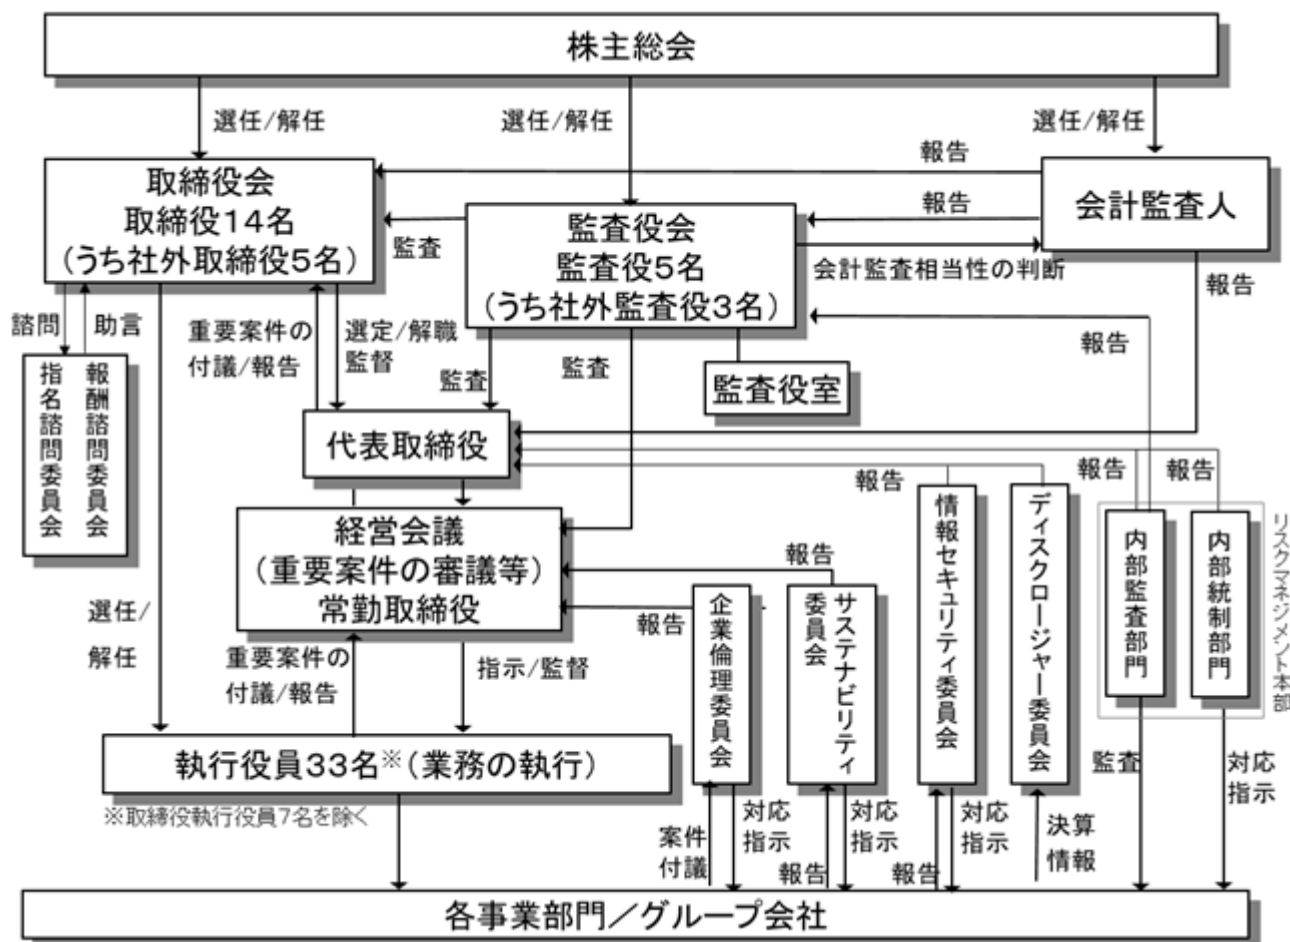 株主総会
選任/解任
選任/解任
選任/解任
取締役会
取締役14名
(うち社外取締役5名)
監査役会
監査役5名
(うち社外監査役3名)
会計監査人
報告
報告
監査
会計監査相当性の判断
報告
諮問
助言
重要案件の
付議/報告
選定/解職
監督
監査
監査
報告
監査役室
指名諮問委員会
報酬諮問委員会
代表取締役
報告
報告
報告
経営会議
(重要案件の審議等)
常勤取締役
報告
報告
企業倫理委員会
サステナビリティ
委員会
情報セキュリティ委員会
ディスクロージャー委員会
内部監査部門
内部統制部門
リスクマネジメント本部
選任/
解任
重要案件の
付議/報告
指示/監督
執行役員33名※(業務の執行)
※取締役執行役員7名を除く
案件
付議
対応
指示
報告
対応
指示
報告
対応
指示
決算
情報
監査
対応
指示
各事業部門/グループ会社